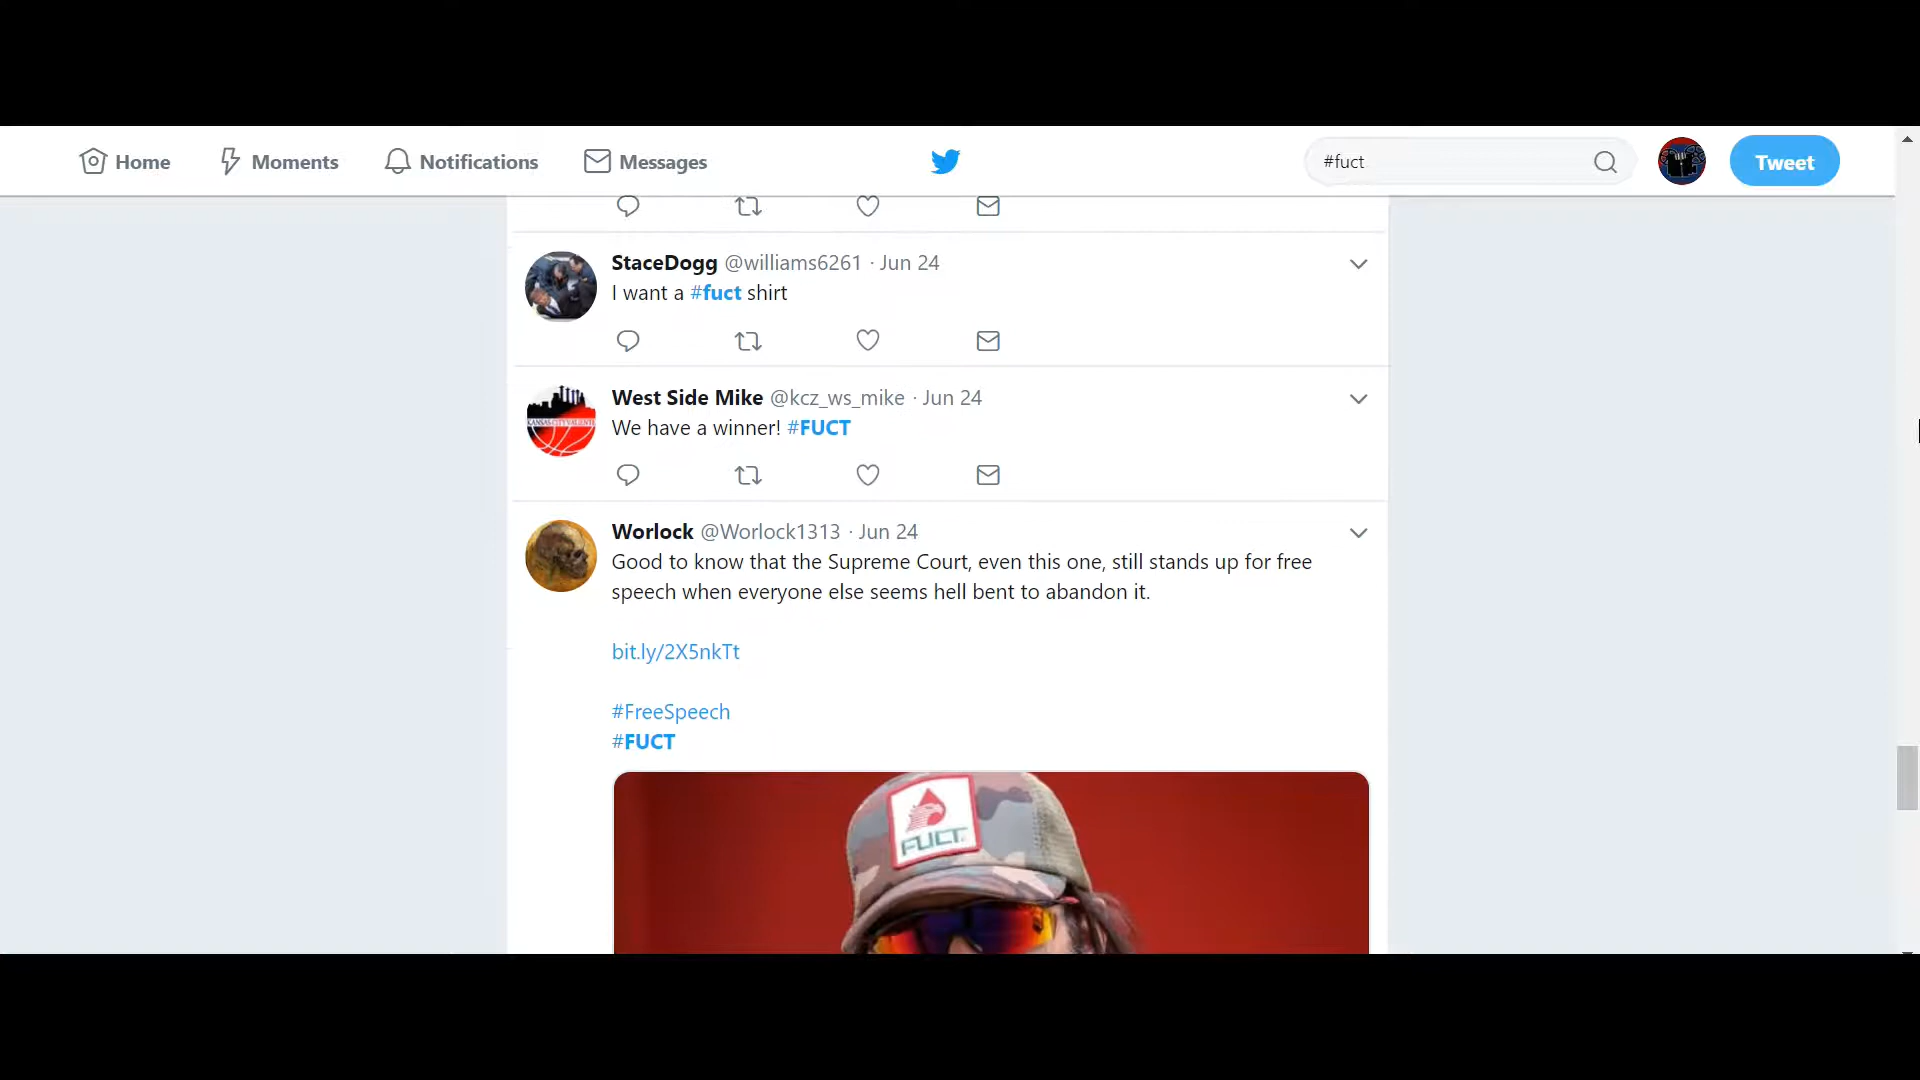 Home Moments Notifications Messages #fuct Tweet
StaceDogg @williams6261 · Jun 24
I want a #fuct shirt
KANSAS CITY VALIENTE
West Side Mike @kcz_ws_mike · Jun 24
We have a winner! #FUCT
Worlock @Worlock1313 · Jun 24
Good to know that the Supreme Court, even this one, still stands up for free
speech when everyone else seems hell bent to abandon it.
bit.ly/2X5nkTt
#FreeSpeech
#FUCT
FUCT